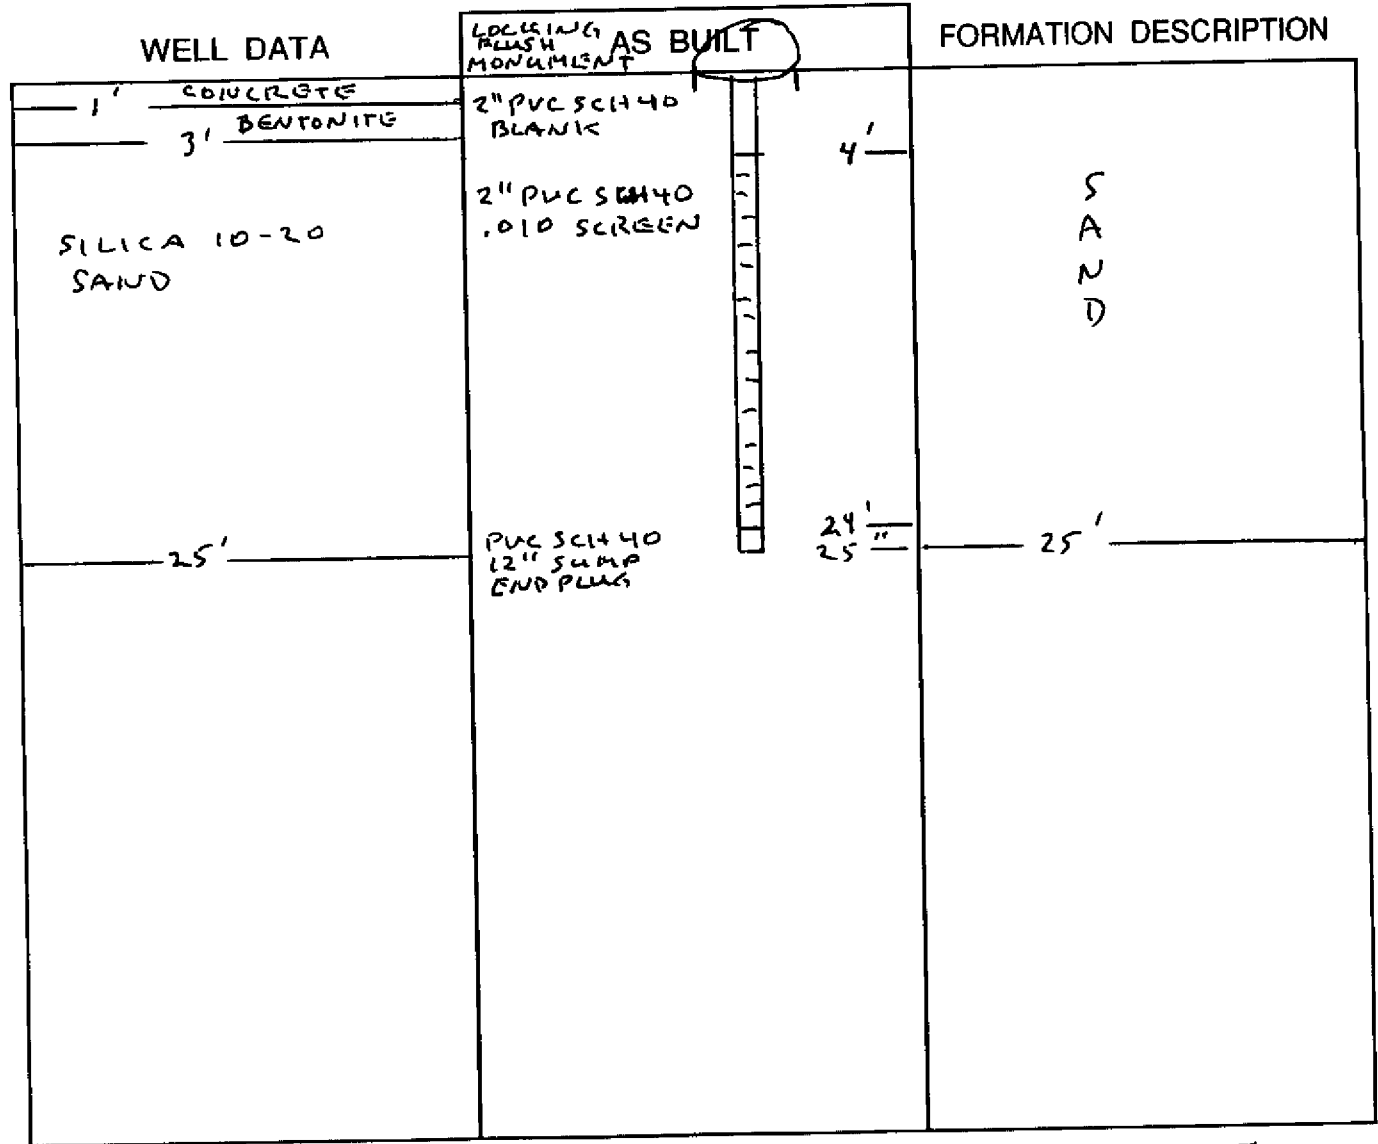 WELL DATA
LOCKING
FLUSH
MONUMENT
AS BUILT
FORMATION DESCRIPTION
1' CONCRETE
3' BENTONITE
SILICA 10-20
SAND
25'
2" PVC SCH 40
BLANK
2" PVC SCH 40
.010 SCREEN
PVC SCH 40
12" SUMP
END PLUG
4'
24'
25"
S
A
N
D
25'